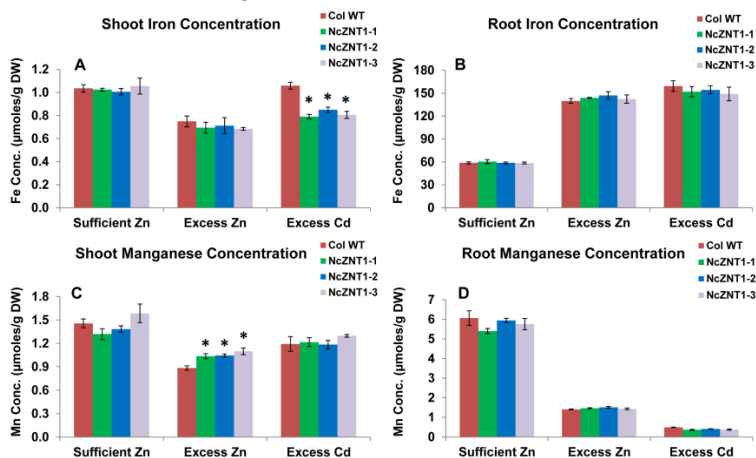 Shoot Iron Concentration
Col WT
NcZNT1-1
NcZNT1-2
NcZNT1-3
A
Fe Conc. (µmoles/g DW)
1.2
1.0
0.8
0.6
0.4
0.2
0.0
* * *
Sufficient Zn Excess Zn Excess Cd
Root Iron Concentration
Col WT
NcZNT1-1
NcZNT1-2
NcZNT1-3
B
Fe Conc. (µmoles/g DW)
150
120
90
60
30
0
Sufficient Zn Excess Zn Excess Cd
Shoot Manganese Concentration
Col WT
NcZNT1-1
NcZNT1-2
NcZNT1-3
C
Mn Conc. (µmoles/g DW)
1.8
1.5
1.2
0.9
0.6
0.3
0.0
* * *
Sufficient Zn Excess Zn Excess Cd
Root Manganese Concentration
Col WT
NcZNT1-1
NcZNT1-2
NcZNT1-3
D
Mn Conc. (µmoles/g DW)
7
6
5
4
3
2
1
0
Sufficient Zn Excess Zn Excess Cd